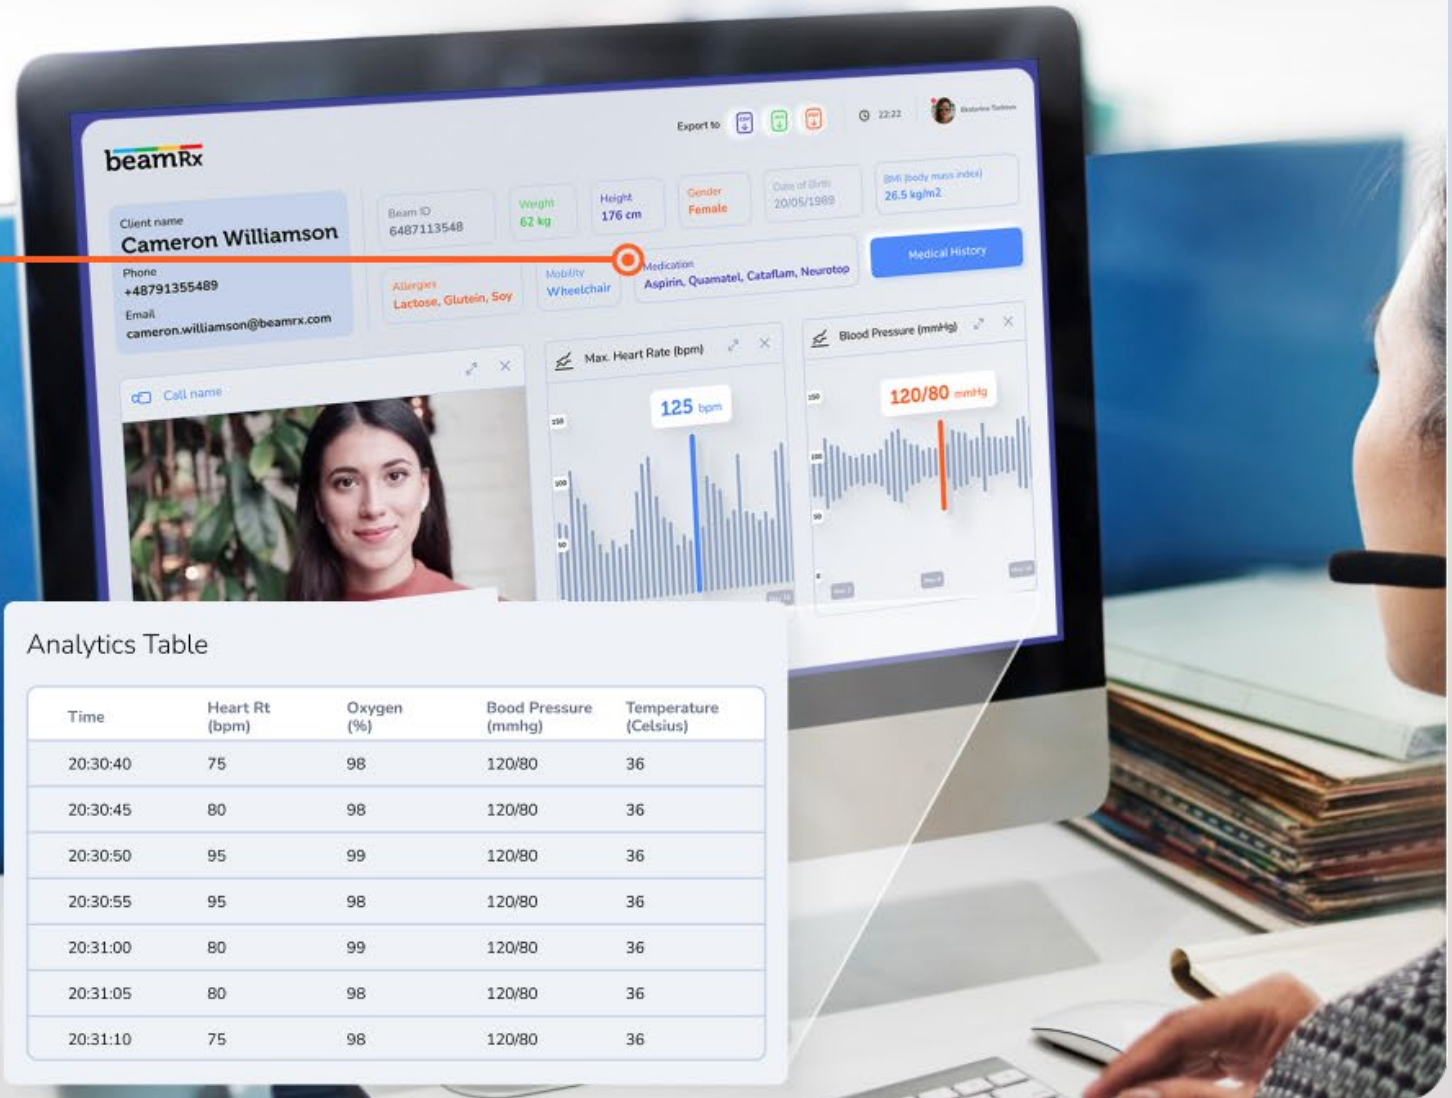 beamRx
Export to
22:22
Client name
Cameron Williamson
Phone
+48791355489
Email
cameron.williamson@beamrx.com
Beam ID
6487113548
Weight
62 kg
Height
176 cm
Gender
Female
Date of Birth
20/05/1989
BMI (body mass index)
26.5 kg/m2
Allergies
Lactose, Glutein, Soy
Mobility
Wheelchair
Medication
Aspirin, Quamatel, Cataflam, Neurotop
Medical History
Call name
Max. Heart Rate (bpm)
125 bpm
150
100
50
Blood Pressure (mmHg)
120/80 mmHg
150
100
50
0
Analytics Table
Time Heart Rt (bpm) Oxygen (%) Bood Pressure (mmhg) Temperature (Celsius)
20:30:40 75 98 120/80 36
20:30:45 80 98 120/80 36
20:30:50 95 99 120/80 36
20:30:55 95 98 120/80 36
20:31:00 80 99 120/80 36
20:31:05 80 98 120/80 36
20:31:10 75 98 120/80 36